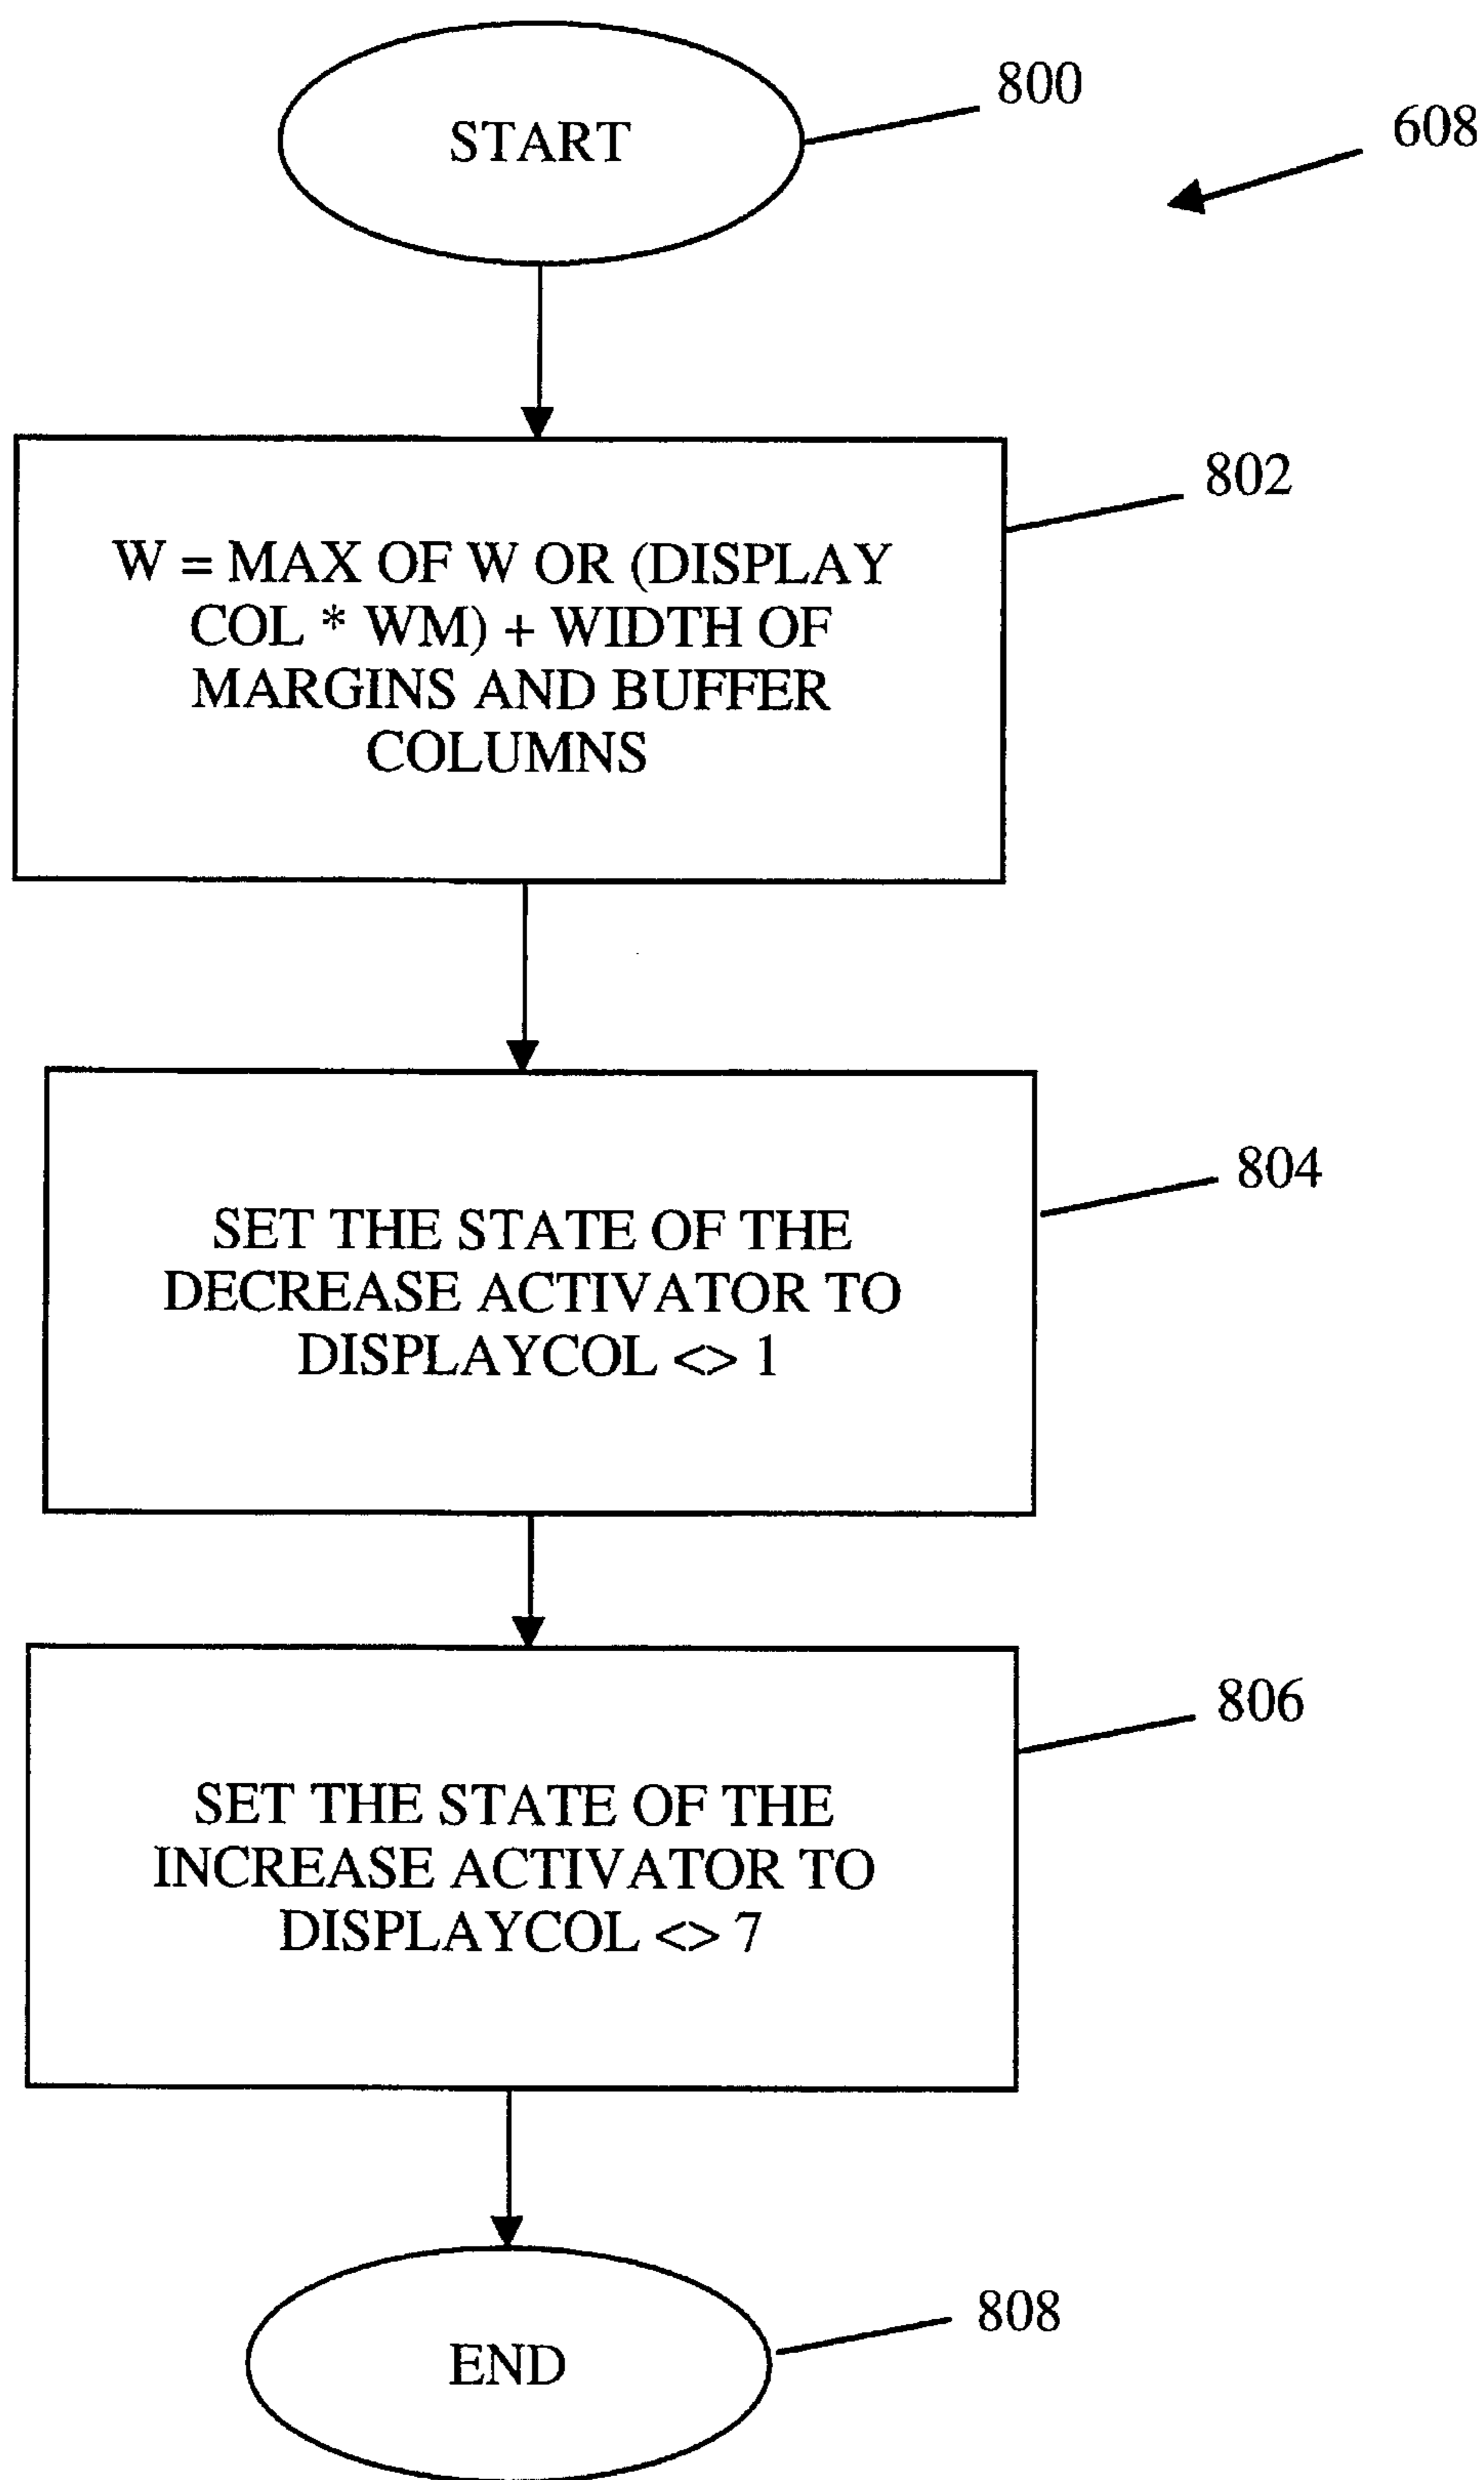 START
800
608
W = MAX OF W OR (DISPLAY
COL * WM) + WIDTH OF
MARGINS AND BUFFER
COLUMNS
802
SET THE STATE OF THE
DECREASE ACTIVATOR TO
DISPLAYCOL <> 1
804
SET THE STATE OF THE
INCREASE ACTIVATOR TO
DISPLAYCOL <> 7
806
END
808